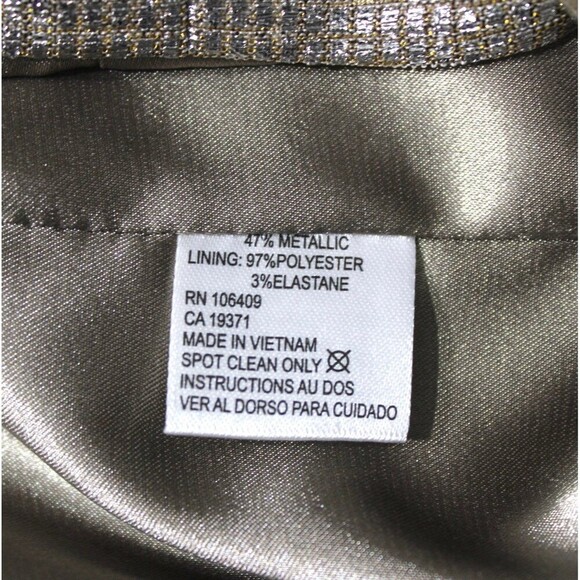 47% METALLIC
LINING: 97%POLYESTER
3%ELASTANE
RN 106409
CA 19371
MADE IN VIETNAM
SPOT CLEAN ONLY
INSTRUCTIONS AU DOS
VER AL DORSO PARA CUIDADO